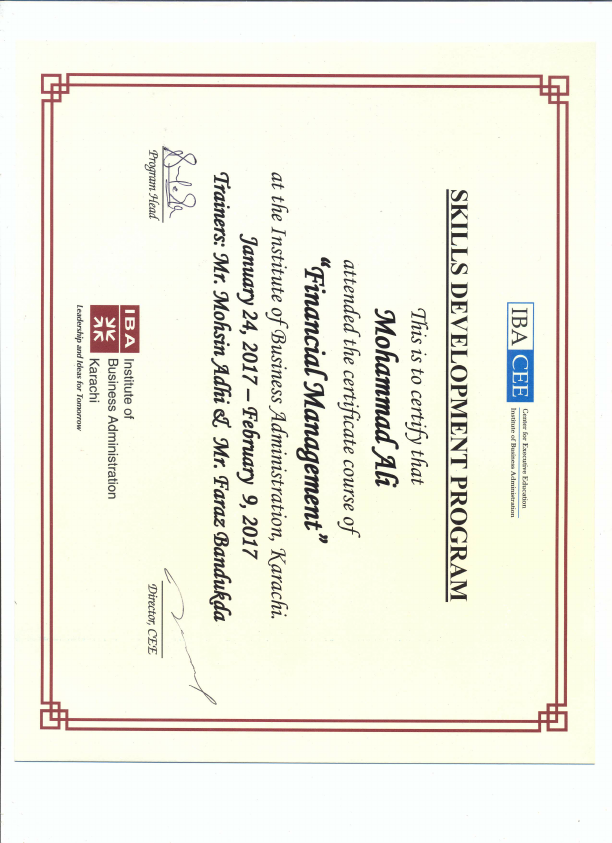 IBA CEE
Center for Executive Education
Institute of Business Administration
SKILLS DEVELOPMENT PROGRAM
This is to certify that
Mohammad Ali
attended the certificate course of
“Financial Management”
at the Institute of Business Administration, Karachi.
January 24, 2017 – February 9, 2017
Trainers: Mr. Mohsin Adhi & Mr. Faraz Bandukda
Program Head
Director, CEE
IBA
Institute of
Business Administration
Karachi
Leadership and Ideas for Tomorrow